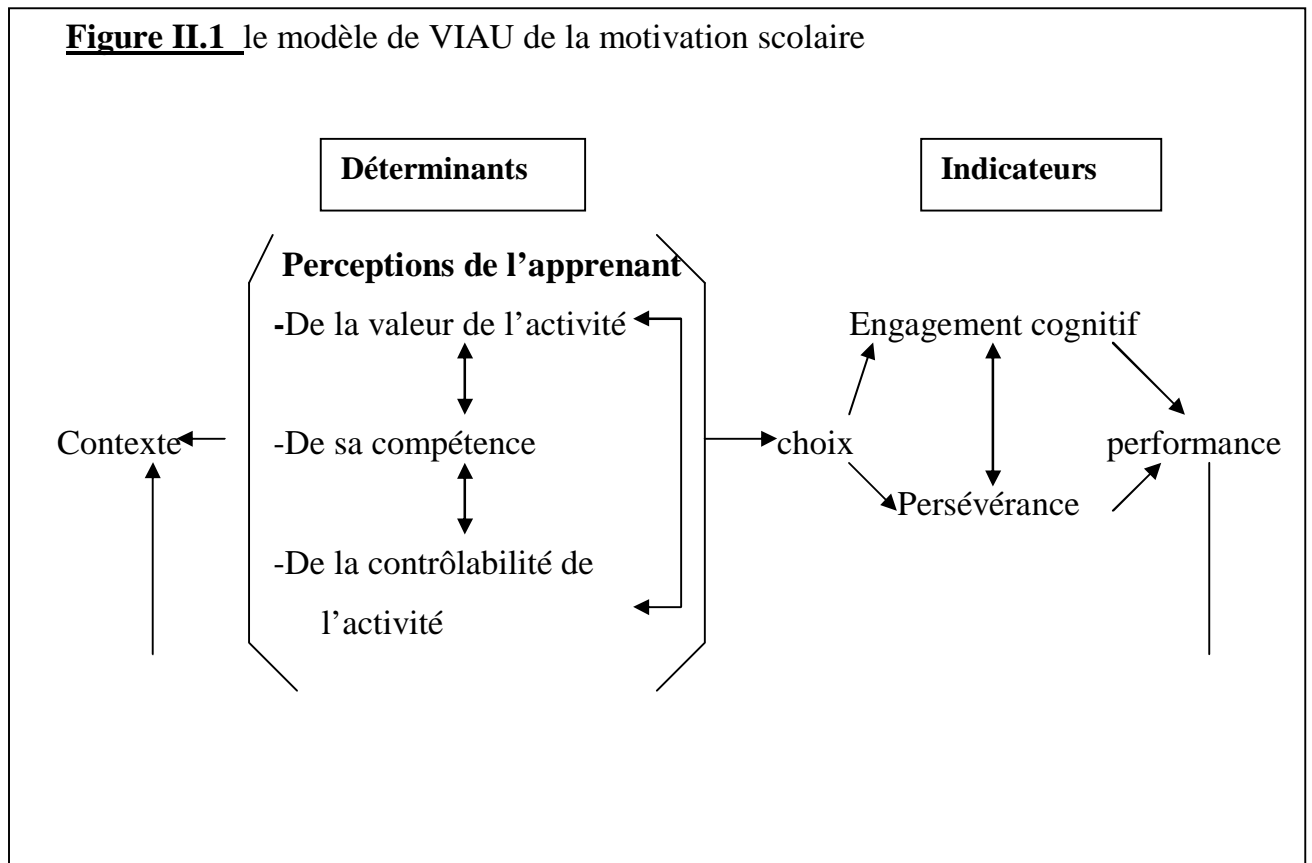 Figure II.1 le modèle de VIAU de la motivation scolaire
Déterminants
Indicateurs
Perceptions de l’apprenant
-De la valeur de l’activité
Engagement cognitif
Contexte
-De sa compétence
choix
performance
Persévérance
-De la contrôlabilité de
l’activité